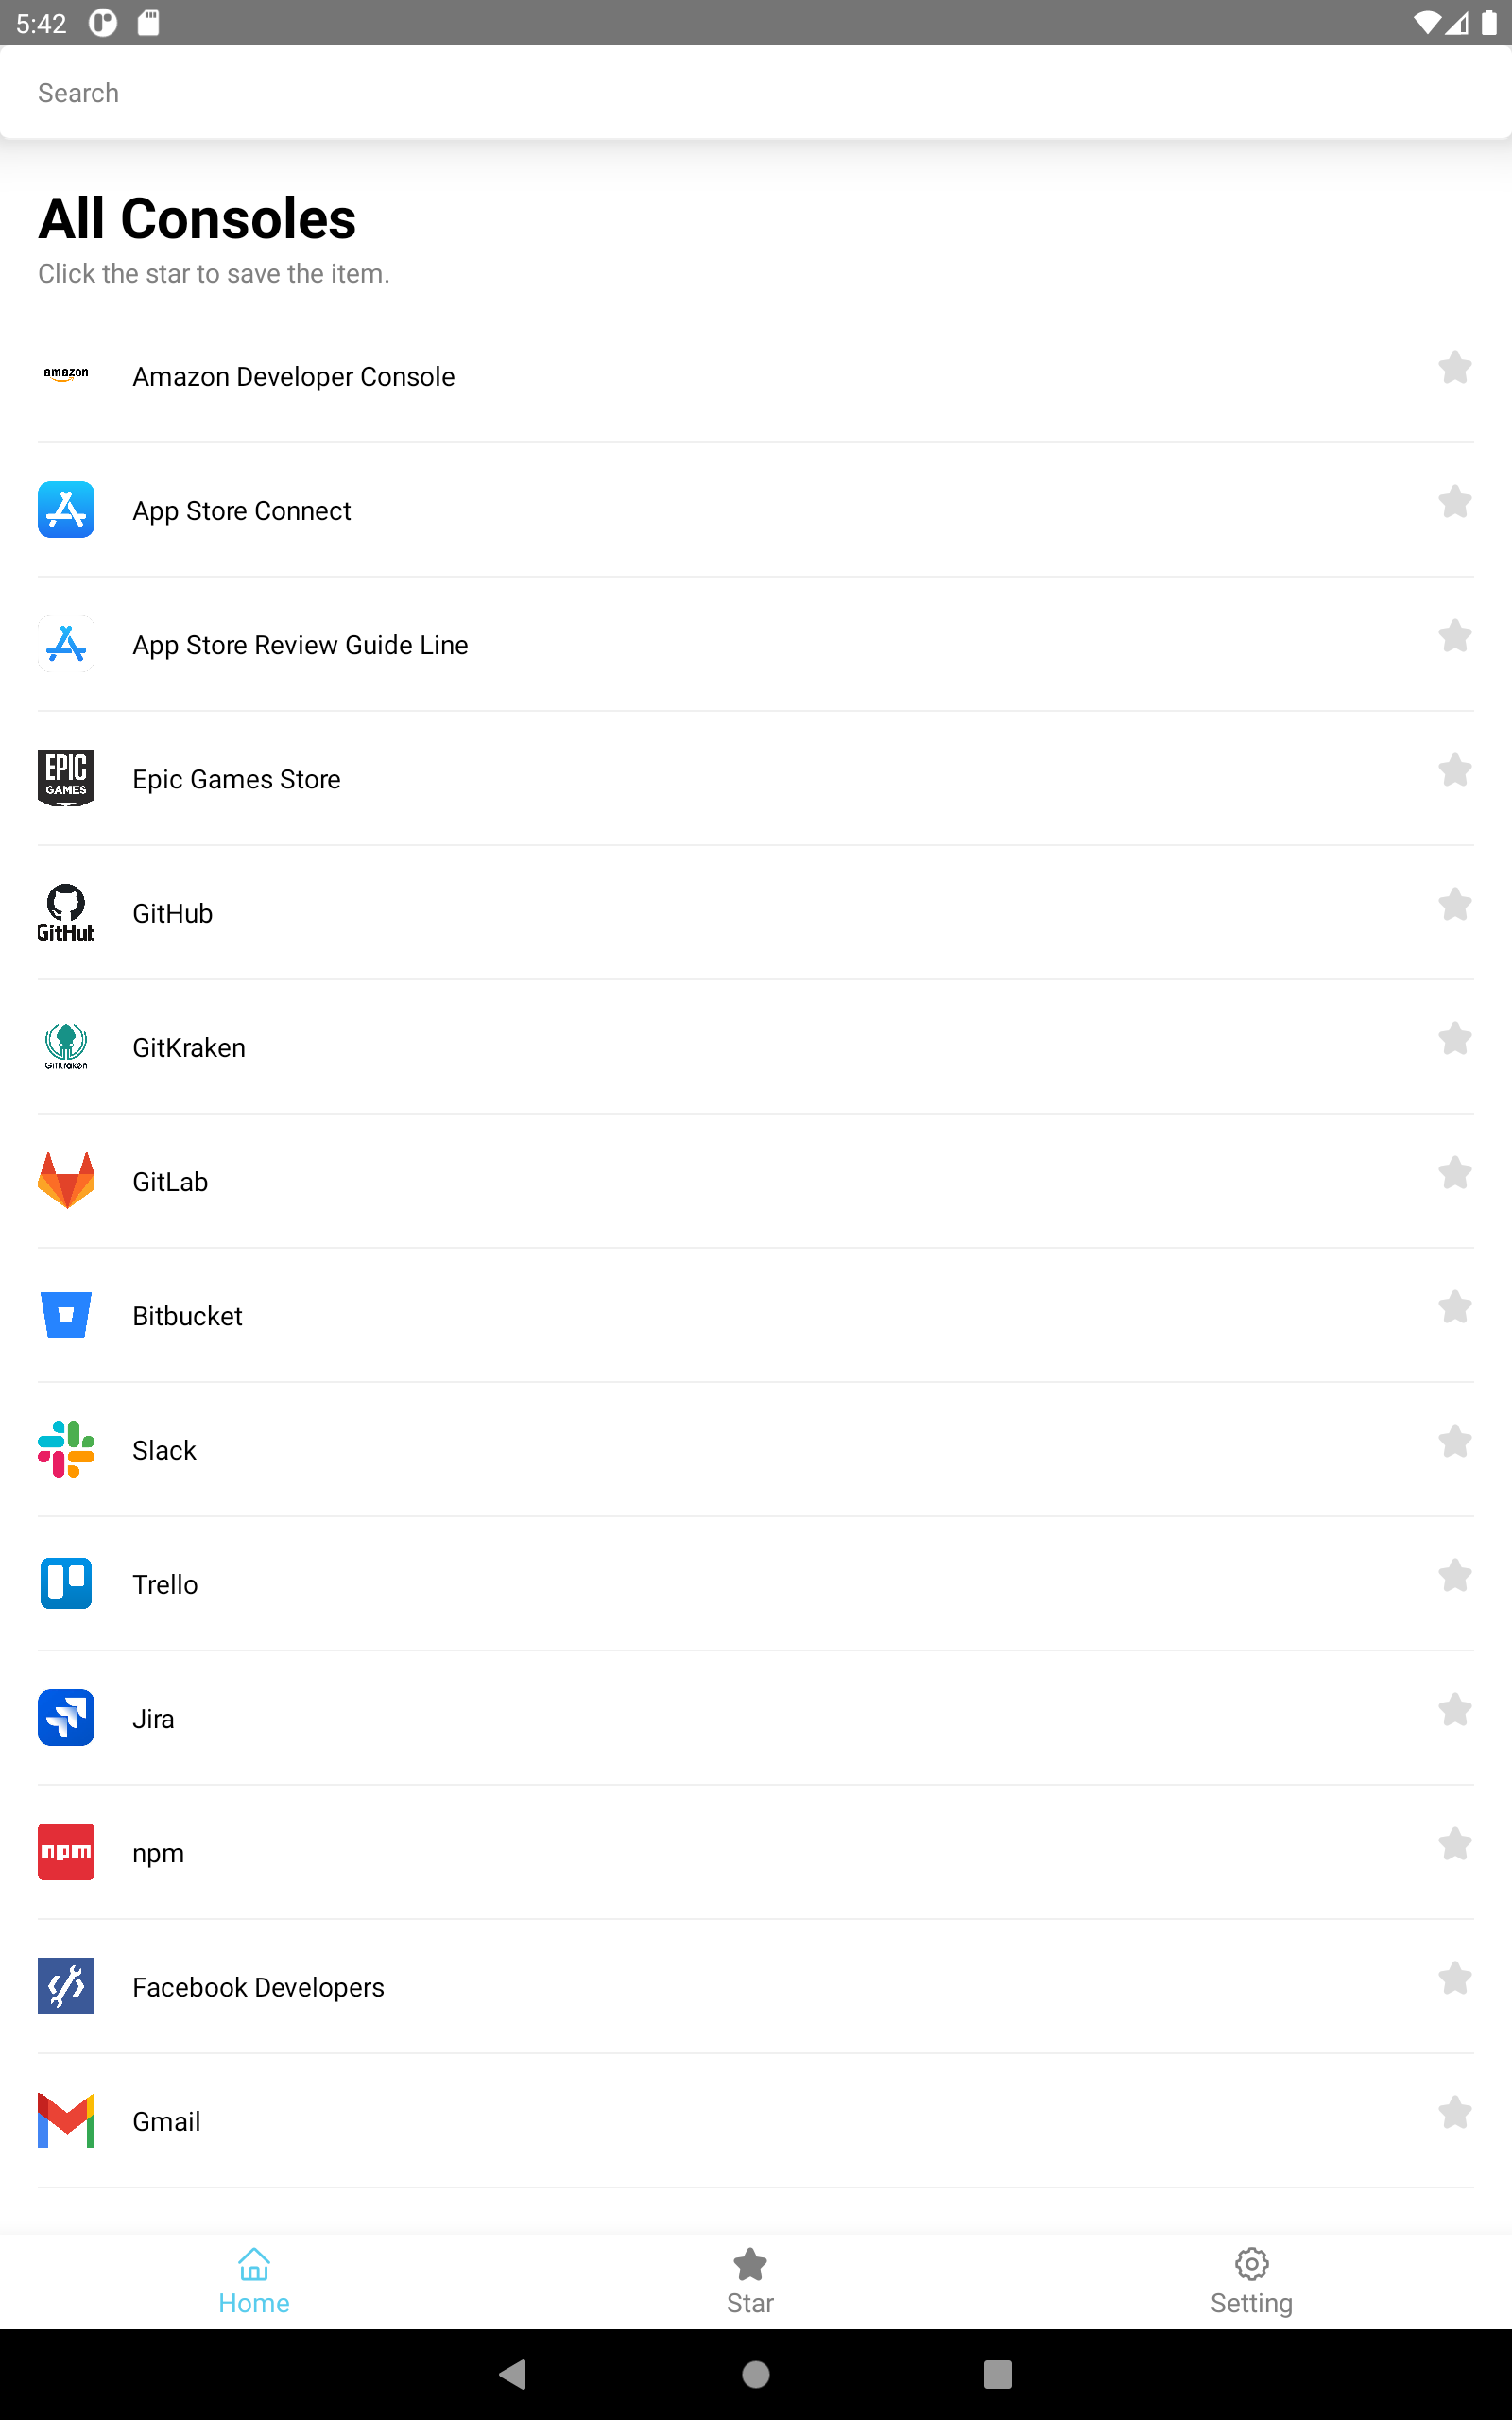 5:42
Search
All Consoles
Click the star to save the item.
amazon
Amazon Developer Console
App Store Connect
App Store Review Guide Line
EPIC
GAMES
Epic Games Store
GitHub
GitHub
GitKraken
GitKraken
GitLab
Bitbucket
Slack
Trello
Jira
npm
npm
Facebook Developers
Gmail
Home
Star
Setting